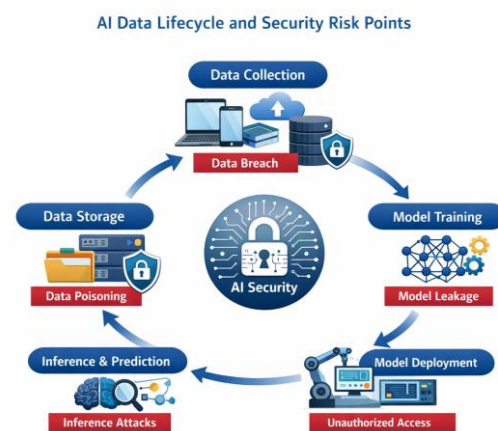 AI Data Lifecycle and Security Risk Points
Data Collection
Data Breach
Model Training
Model Leakage
Model Deployment
Unauthorized Access
Inference & Prediction
Inference Attacks
Data Storage
Data Poisoning
AI Security